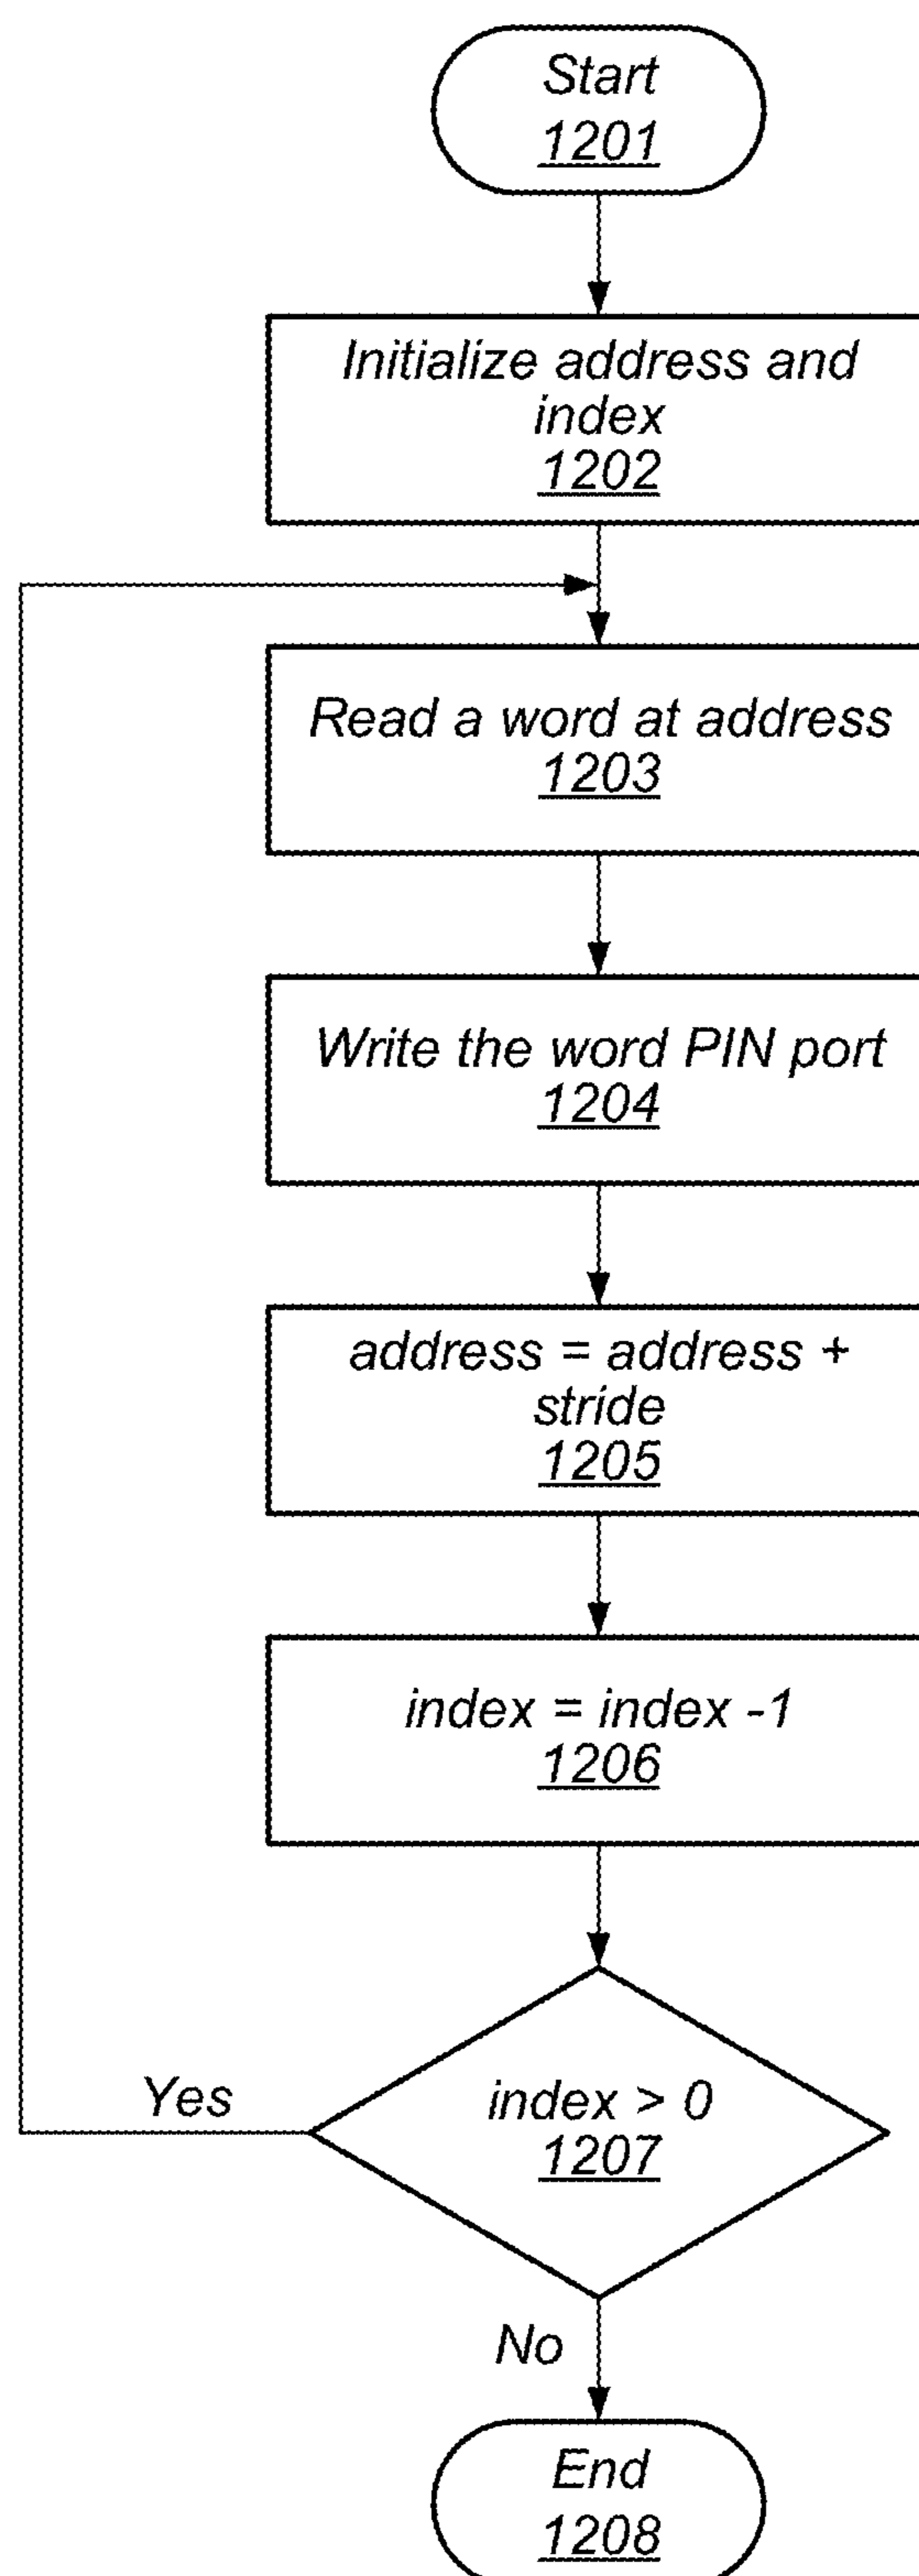 Start
1201
Initialize address and
index
1202
Read a word at address
1203
Write the word PIN port
1204
address = address +
stride
1205
index = index -1
1206
index > 0
1207
Yes
No
End
1208